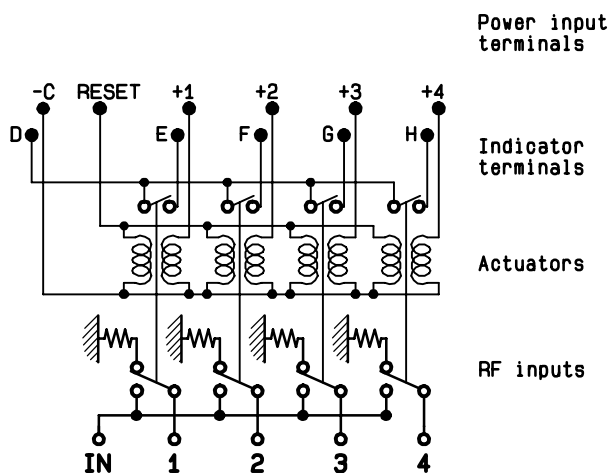 Power input
terminals
-C RESET +1 +2 +3 +4
D E F G H
Indicator
terminals
Actuators
RF inputs
IN 1 2 3 4